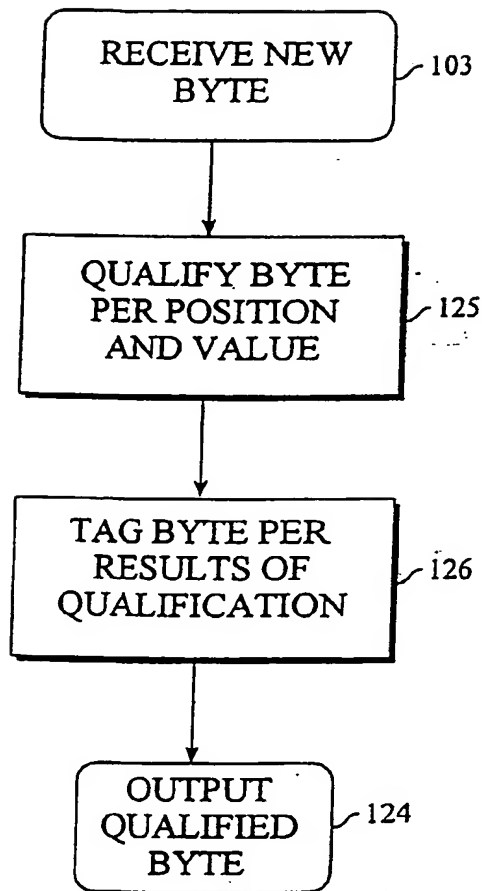 RECEIVE NEW
BYTE
103
QUALIFY BYTE
PER POSITION
AND VALUE
125
TAG BYTE PER
RESULTS OF
QUALIFICATION
126
OUTPUT
QUALIFIED
BYTE
124